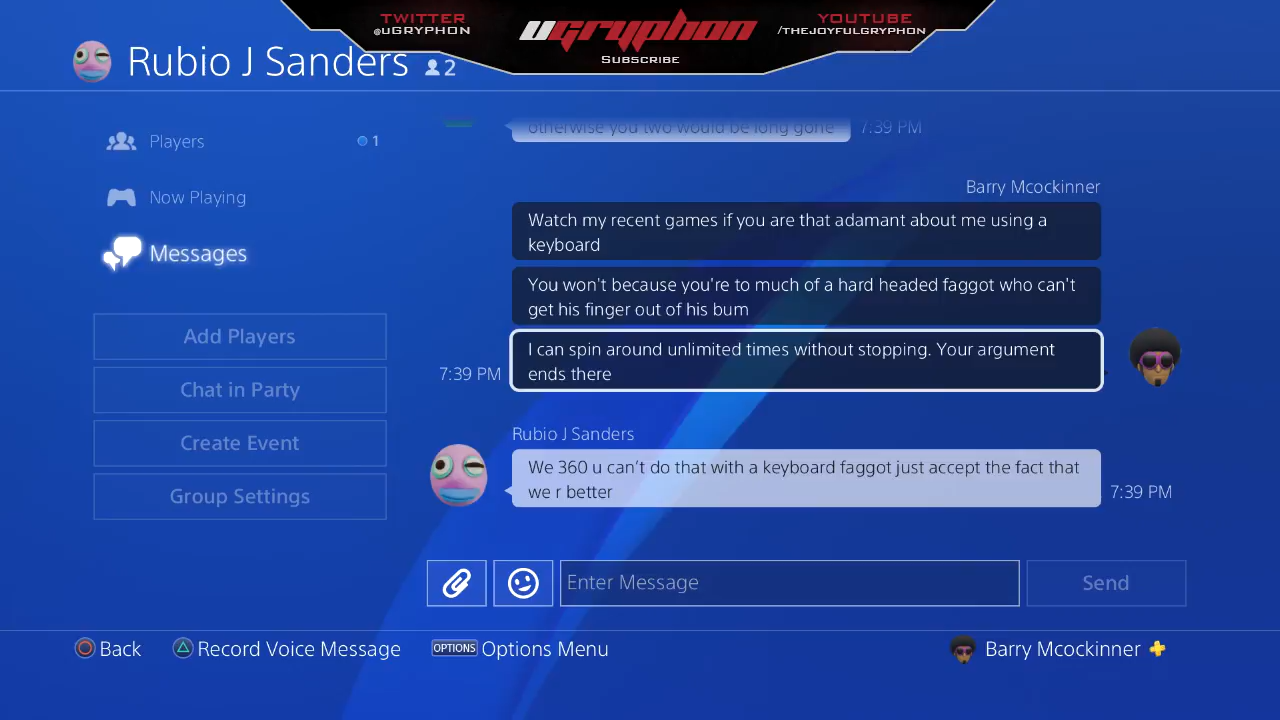 TWITTER
@UGRYPHON
UGRYPHON
SUBSCRIBE
YOUTUBE
/THEJOYFULGRYPHON
Rubio J Sanders
2
Players
1
Now Playing
Messages
Add Players
Chat in Party
Create Event
Group Settings
otherwise you two would be long gone
7:39 PM
Barry Mcockinner
Watch my recent games if you are that adamant about me using a
keyboard
You won't because you're to much of a hard headed faggot who can't
get his finger out of his bum
I can spin around unlimited times without stopping. Your argument
ends there
7:39 PM
Rubio J Sanders
We 360 u can’t do that with a keyboard faggot just accept the fact that
we r better
7:39 PM
Enter Message
Send
Back
Record Voice Message
OPTIONS
Options Menu
Barry Mcockinner